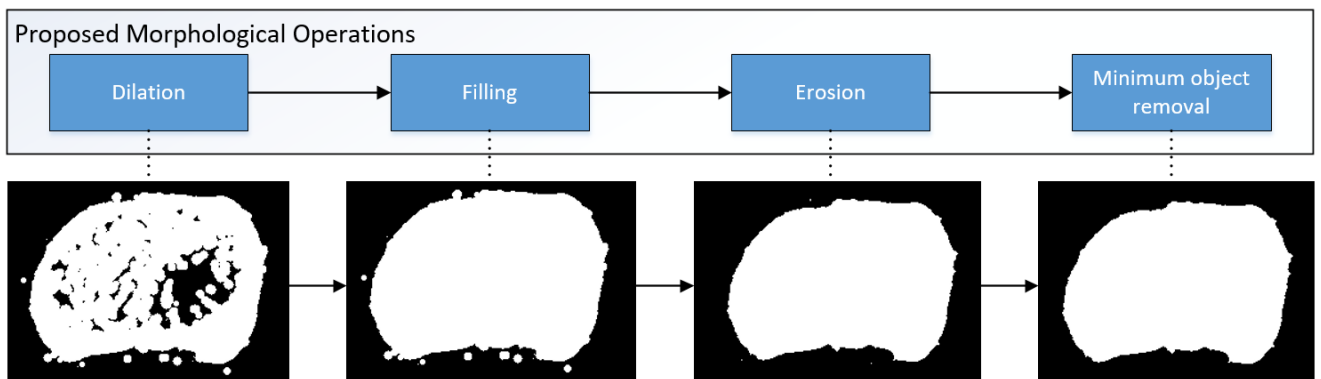 Proposed Morphological Operations
Dilation
Filling
Erosion
Minimum object
removal